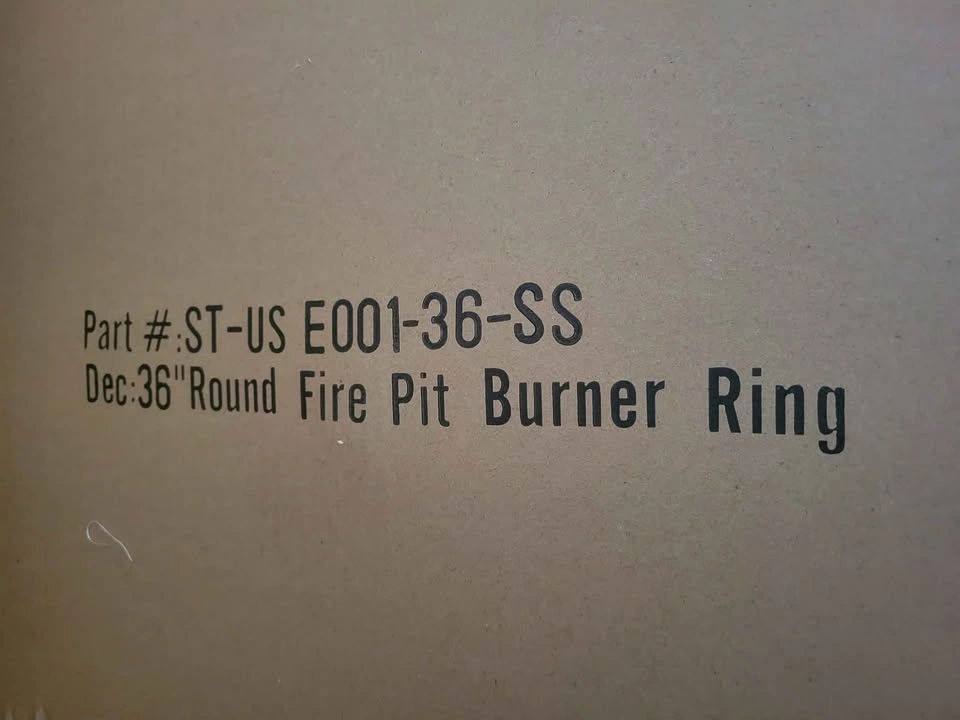 Part #:ST-US E001-36-SS
Dec:36"Round Fire Pit Burner Ring